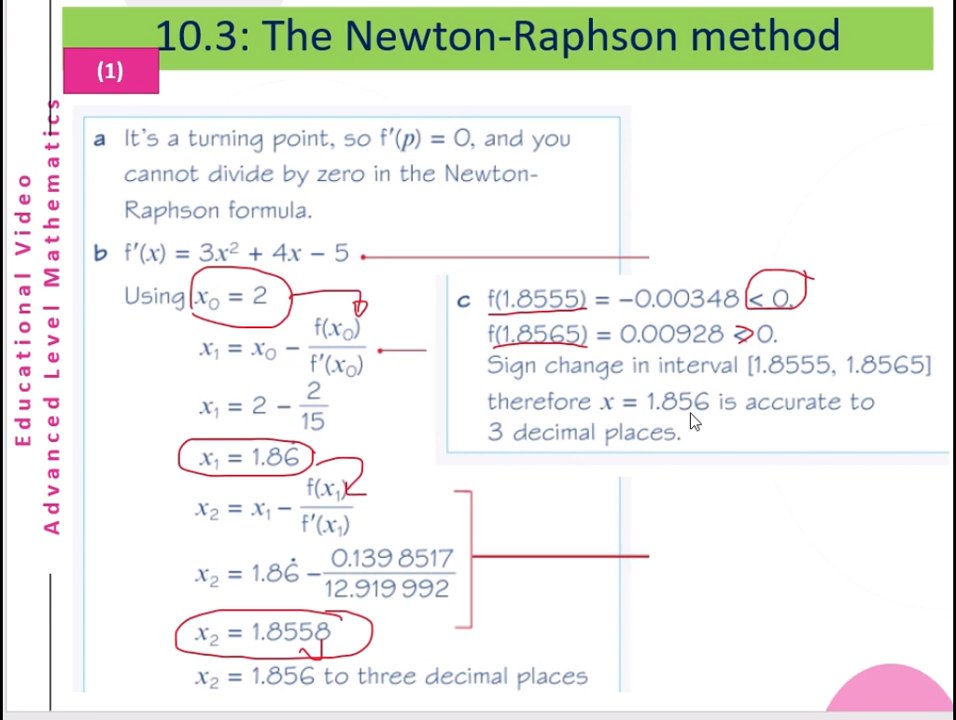 10.3: The Newton-Raphson method
(1)
Educational Video
Advanced Level Mathematics
a It's a turning point, so f′(p) = 0, and you
cannot divide by zero in the Newton-
Raphson formula.
b f′(x) = 3x² + 4x − 5
Using x₀ = 2
x₁ = x₀ − f(x₀)/f′(x₀)
x₁ = 2 − 2/15
x₁ = 1.86̇
x₂ = x₁ − f(x₁)/f′(x₁)
x₂ = 1.86̇ − 0.139 8517/12.919 992
x₂ = 1.8558
x₂ = 1.856 to three decimal places
c f(1.8555) = −0.00348 < 0.
f(1.8565) = 0.00928 > 0.
Sign change in interval [1.8555, 1.8565]
therefore x = 1.856 is accurate to
3 decimal places.